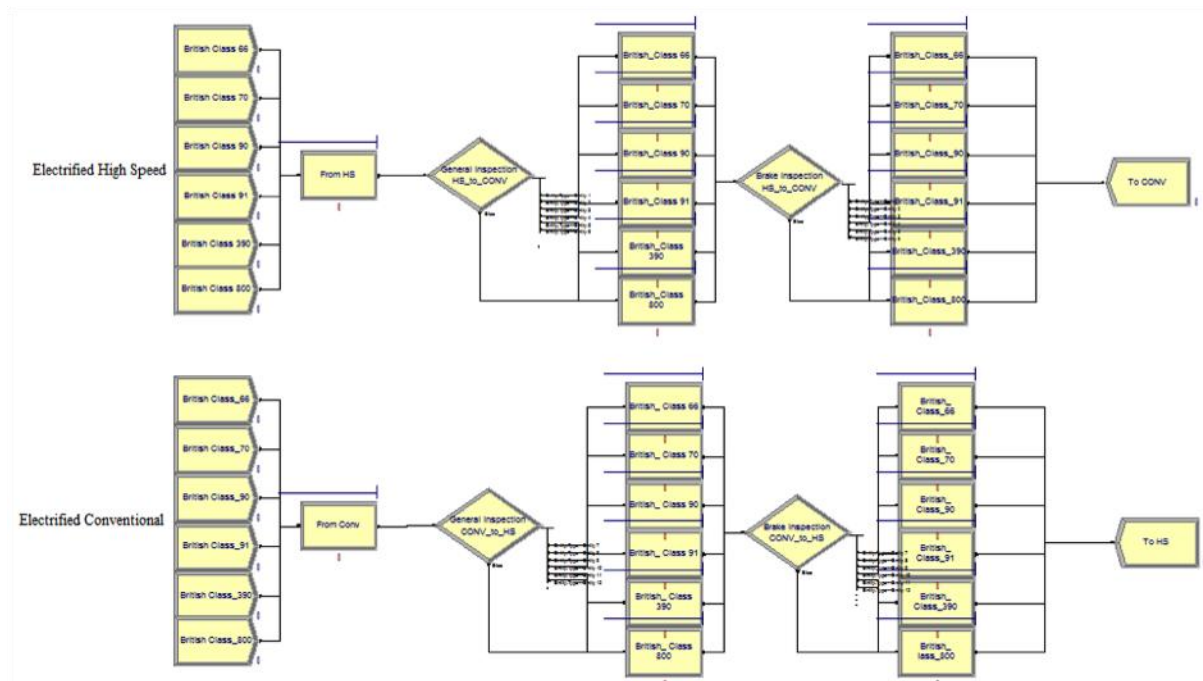 Electrified High Speed
British Class 66
British Class 70
British Class 90
British Class 91
British Class 390
British Class 800
From HS
General Inspection
HS_to_CONV
Else
British_Class 66
British_Class 70
British_Class 90
British_Class 91
British_Class
390
British_Class
800
Brake Inspection
HS_to_CONV
Else
British_Class_66
British_Class_70
British_Class_90
British_Class_91
British_Class_390
British_Class_800
To CONV
Electrified Conventional
British Class_66
British Class_70
British Class_90
British Class_91
British Class_390
British Class_800
From Conv
General Inspection
CONV_to_HS
Else
British_ Class 66
British_ Class 70
British_ Class 90
British_ Class 91
British_ Class
390
British_ Class
800
Brake Inspection
CONV_to_HS
Else
British_
Class_66
British_
Class_70
British_
Class_90
British_
Class_91
British_
Class_390
British_
lass_800
To HS